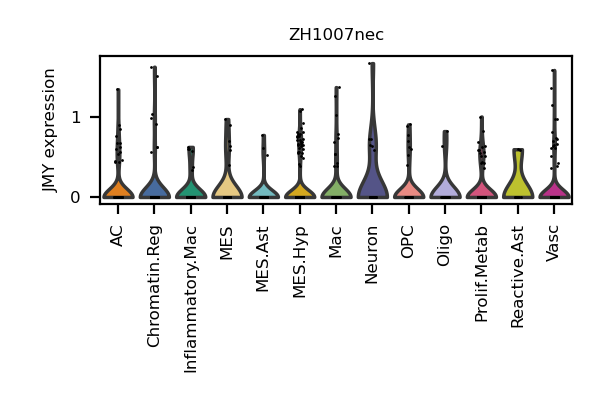 ZH1007nec
JMY expression
1
0
AC
Chromatin.Reg
Inflammatory.Mac
MES
MES.Ast
MES.Hyp
Mac
Neuron
OPC
Oligo
Prolif.Metab
Reactive.Ast
Vasc